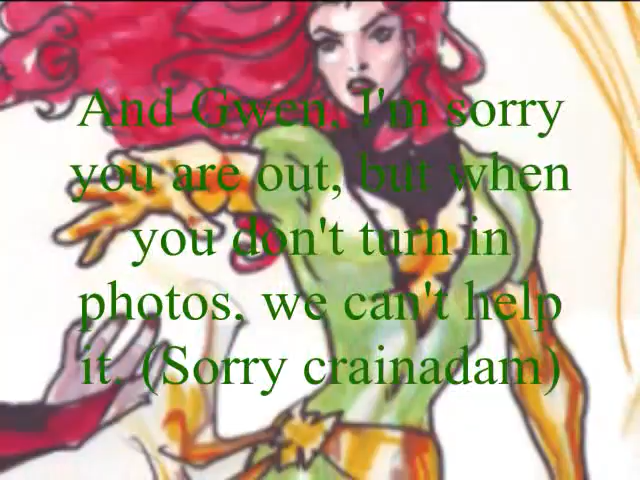 And Gwen, I'm sorry
you are out, but when
you don't turn in
photos, we can't help
it. (Sorry crainadam)